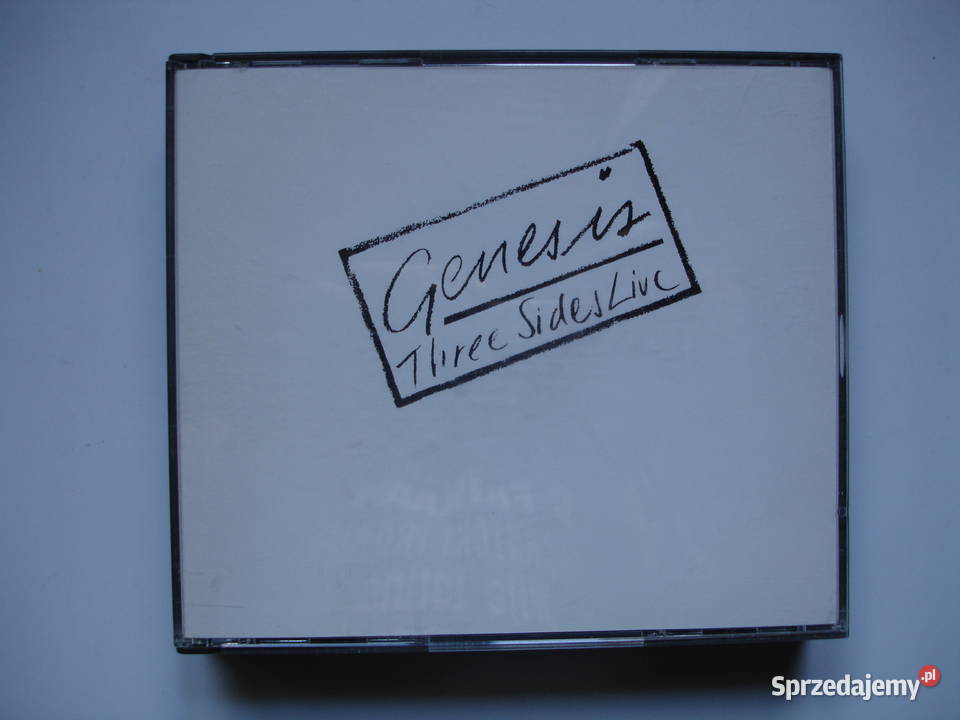 Genesis
Three Sides Live
Sprzedajemy.pl